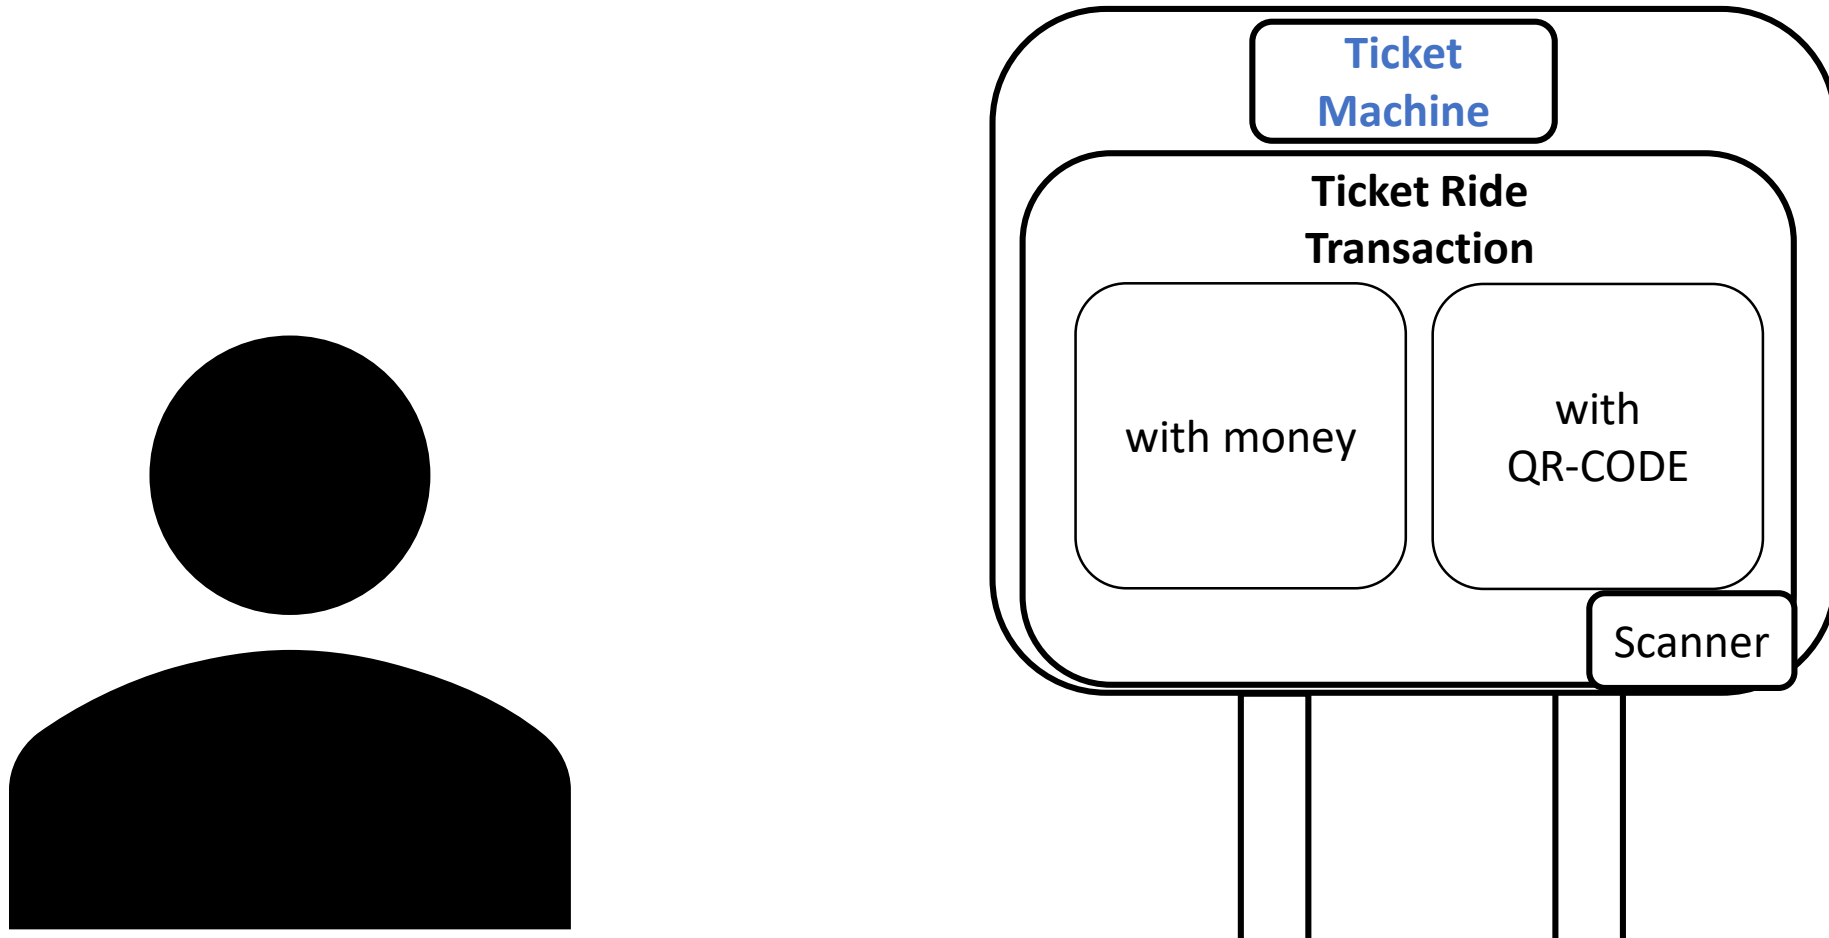 Ticket
Machine
Ticket Ride
Transaction
with money
with
QR-CODE
Scanner